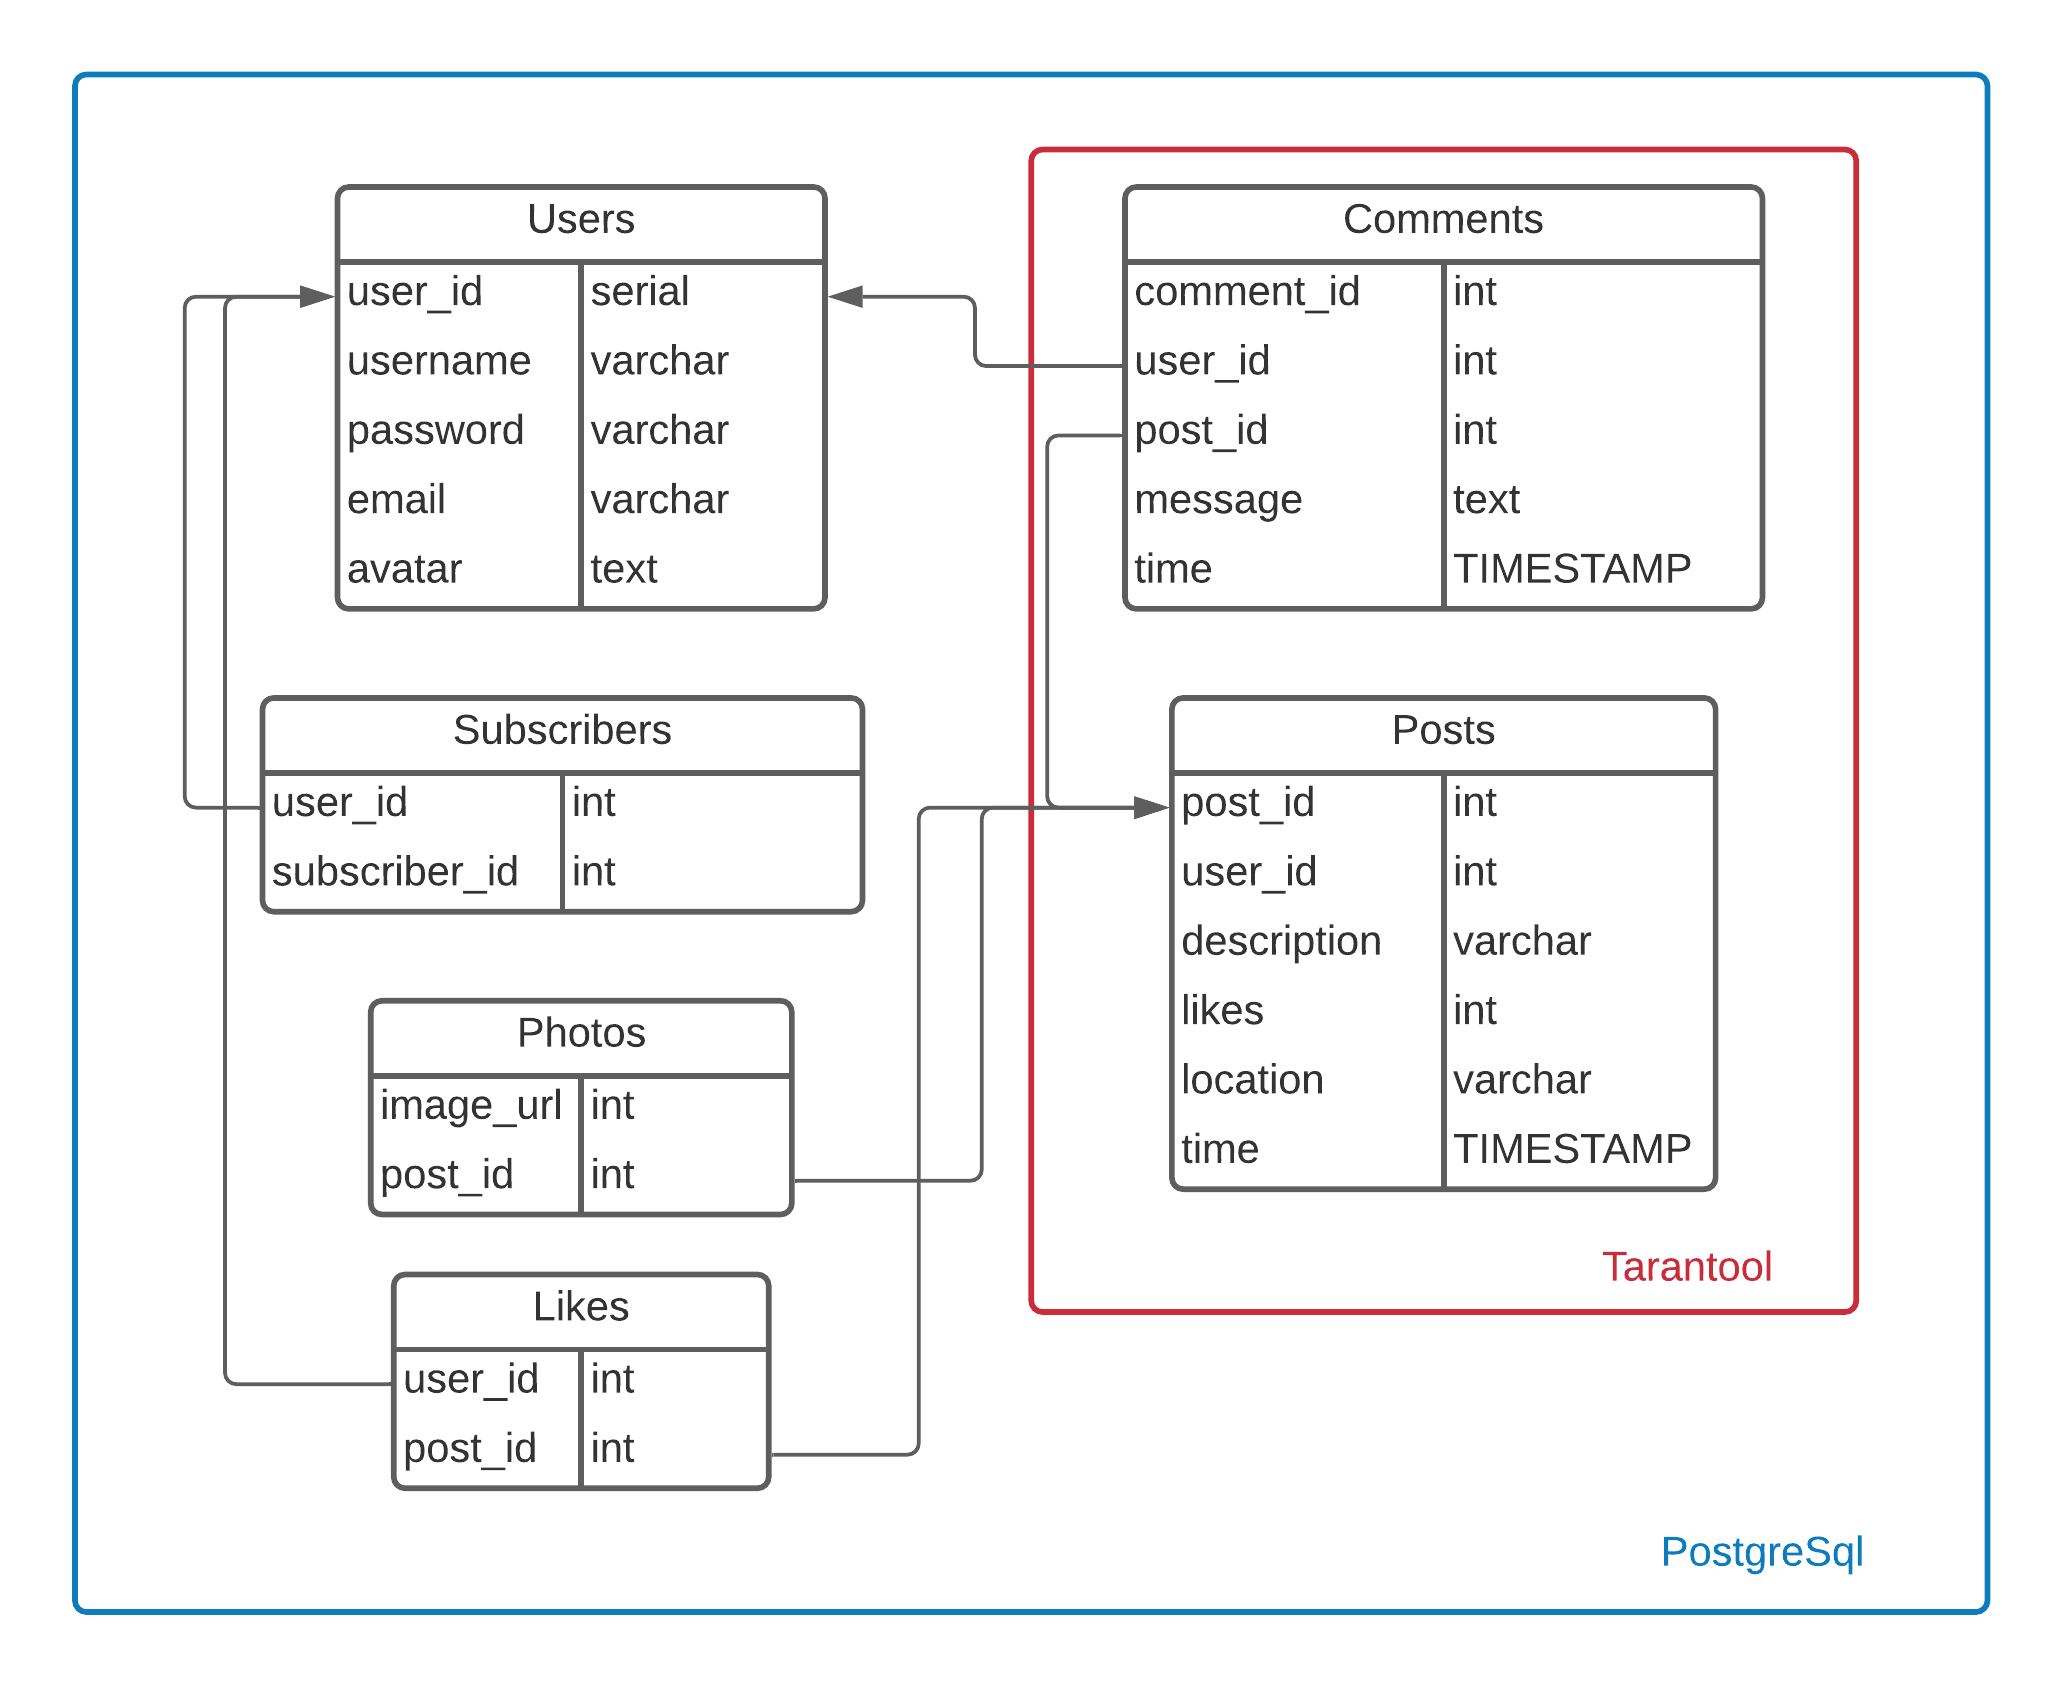 Users
user_id serial
username varchar
password varchar
email varchar
avatar text
Comments
comment_id int
user_id int
post_id int
message text
time TIMESTAMP
Subscribers
user_id int
subscriber_id int
Posts
post_id int
user_id int
description varchar
likes int
location varchar
time TIMESTAMP
Photos
image_url int
post_id int
Likes
user_id int
post_id int
Tarantool
PostgreSql